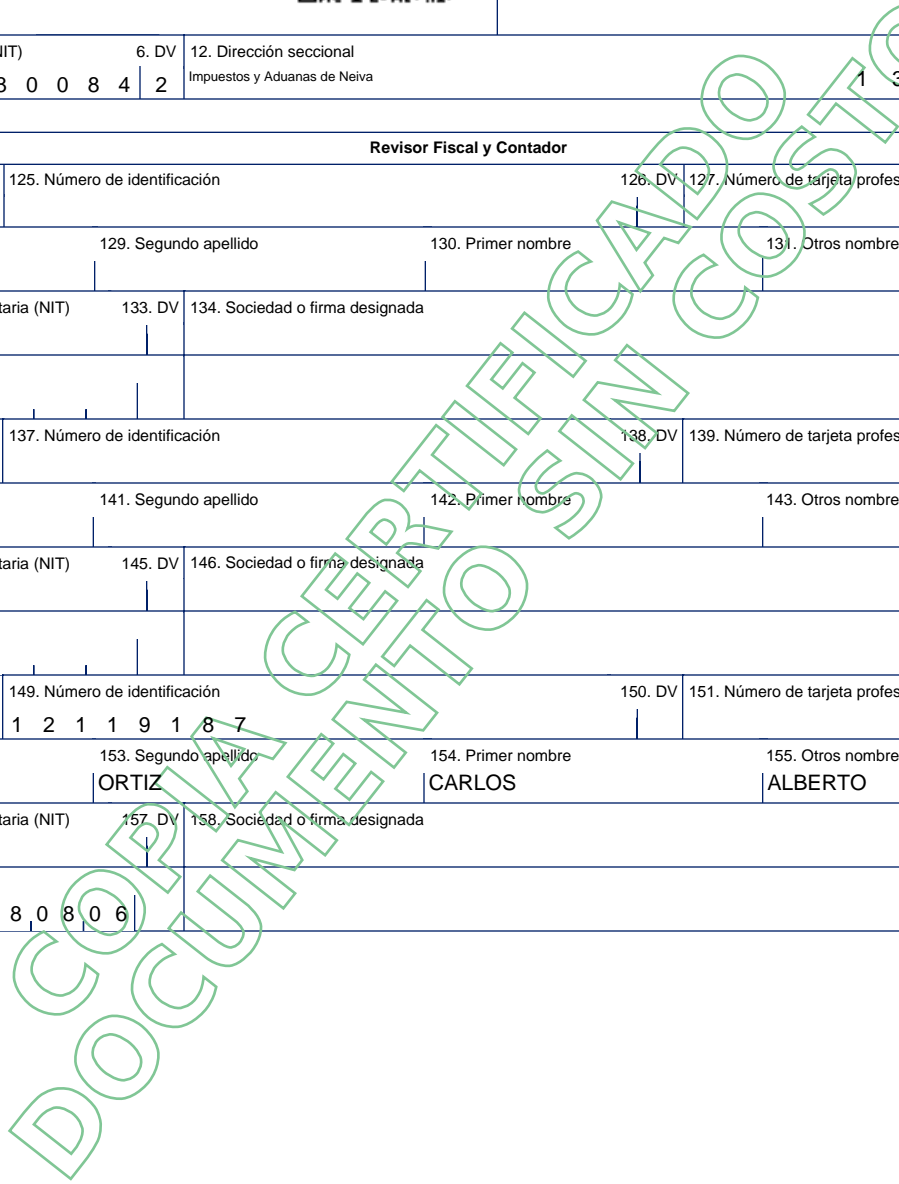 NIT) 6. DV 12. Dirección seccional
3 0 0 8 4 2 Impuestos y Aduanas de Neiva 1 3
Revisor Fiscal y Contador
125. Número de identificación 126. DV 127. Número de tarjeta profes
129. Segundo apellido 130. Primer nombre 131. Otros nombre
taria (NIT) 133. DV 134. Sociedad o firma designada
137. Número de identificación 138. DV 139. Número de tarjeta profes
141. Segundo apellido 142. Primer nombre 143. Otros nombre
taria (NIT) 145. DV 146. Sociedad o firma designada
149. Número de identificación 150. DV 151. Número de tarjeta profes
1 2 1 1 9 1 8 7
153. Segundo apellido 154. Primer nombre 155. Otros nombre
ORTIZ CARLOS ALBERTO
taria (NIT) 157. DV 158. Sociedad o firma designada
8 0 8 0 6
COPIA CERTIFICADO
DOCUMENTO SIN COSTO